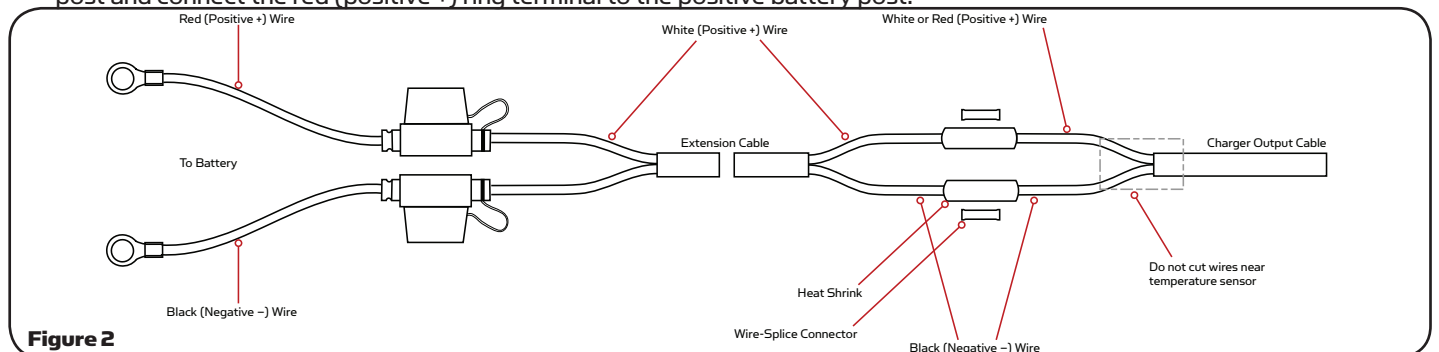 post and connect the red (positive +) ring terminal to the positive battery post.
Red (Positive +) Wire
White (Positive +) Wire
White or Red (Positive +) Wire
To Battery
Extension Cable
Charger Output Cable
Black (Negative –) Wire
Heat Shrink
Wire-Splice Connector
Black (Negative –) Wire
Do not cut wires near
temperature sensor
Figure 2